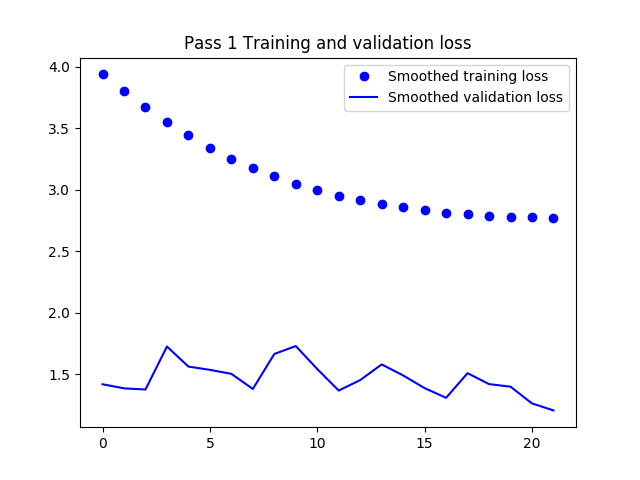 Pass 1 Training and validation loss
Smoothed training loss
Smoothed validation loss
4.0
3.5
3.0
2.5
2.0
1.5
0 5 10 15 20